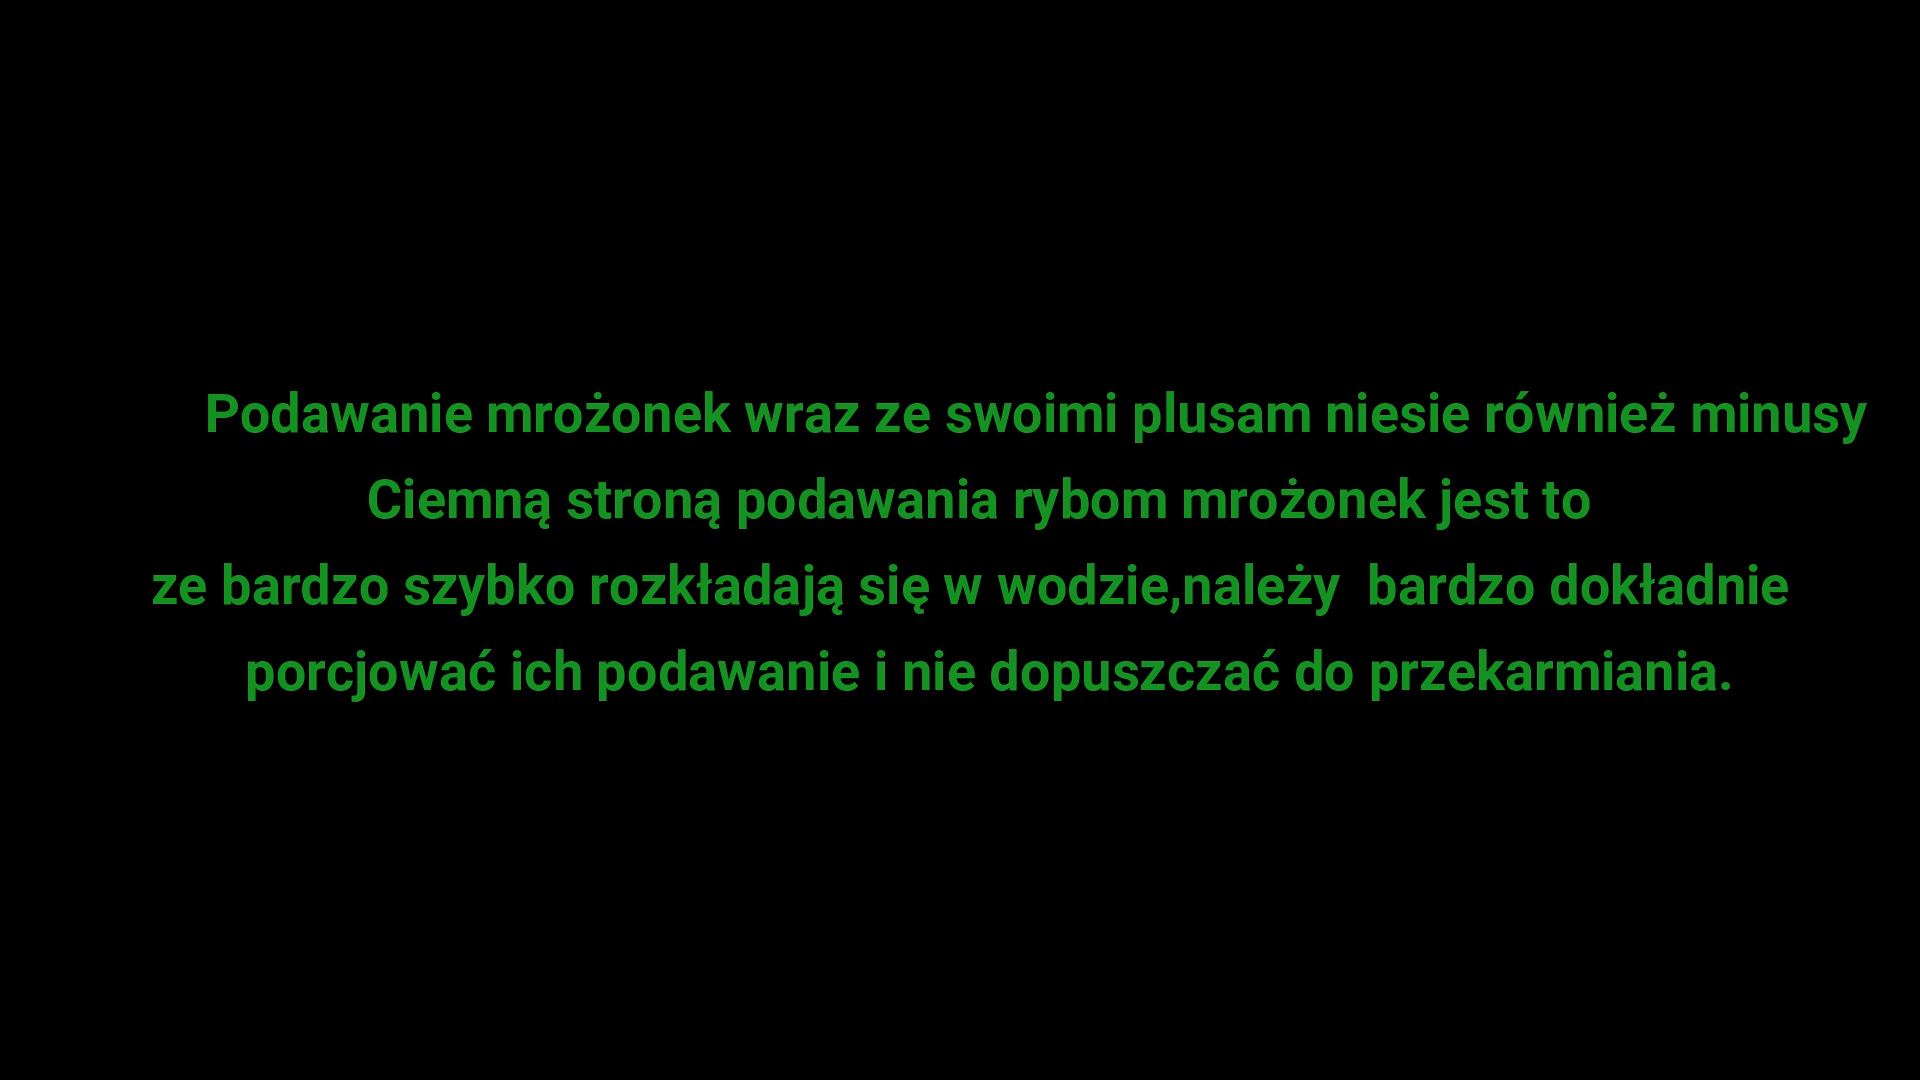 Podawanie mrożonek wraz ze swoimi plusam niesie również minusy
Ciemną stroną podawania rybom mrożonek jest to
ze bardzo szybko rozkładają się w wodzie,należy  bardzo dokładnie
porcjować ich podawanie i nie dopuszczać do przekarmiania.